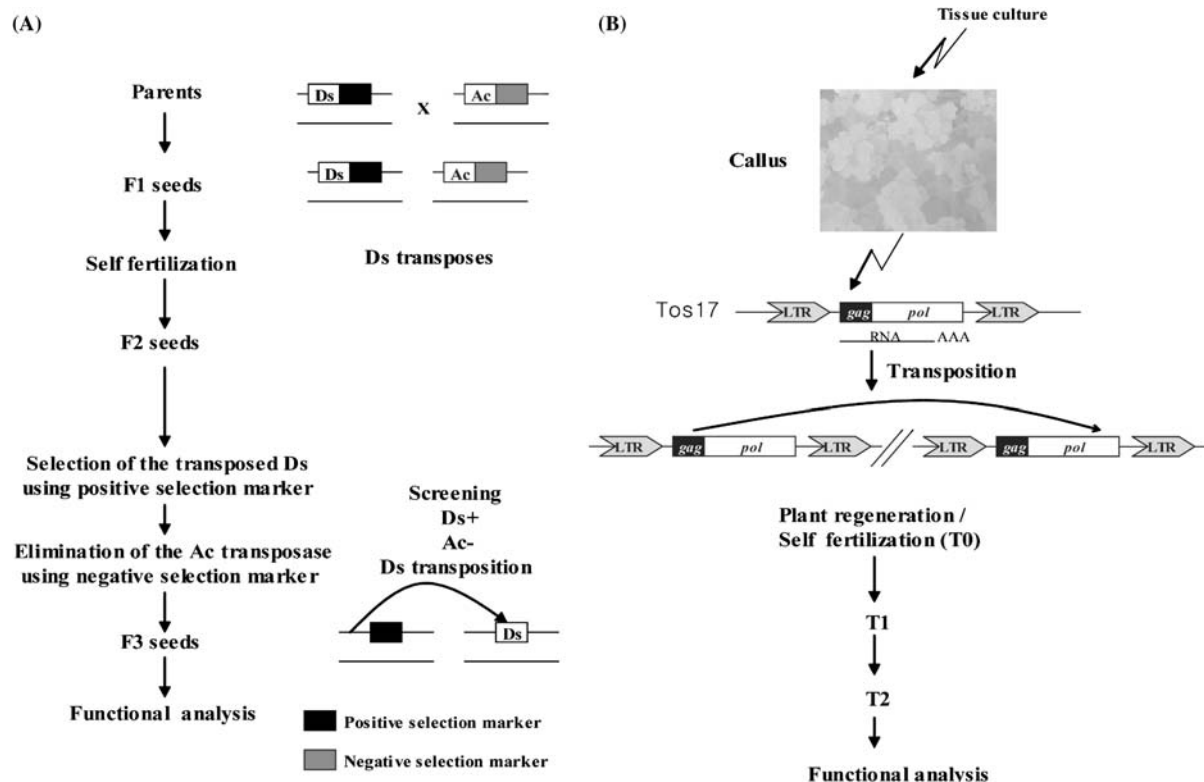 (A)
Parents
Ds
X
Ac
F1 seeds
Ds
Ac
Self fertilization
Ds transposes
F2 seeds
Selection of the transposed Ds
using positive selection marker
Screening
Ds+
Ac-
Ds transposition
Elimination of the Ac transposase
using negative selection marker
F3 seeds
Ds
Functional analysis
Positive selection marker
Negative selection marker
(B)
Tissue culture
Callus
Tos17
LTR
gag
pol
LTR
RNA
AAA
Transposition
LTR
gag
pol
LTR
LTR
gag
pol
LTR
Plant regeneration /
Self fertilization (T0)
T1
T2
Functional analysis